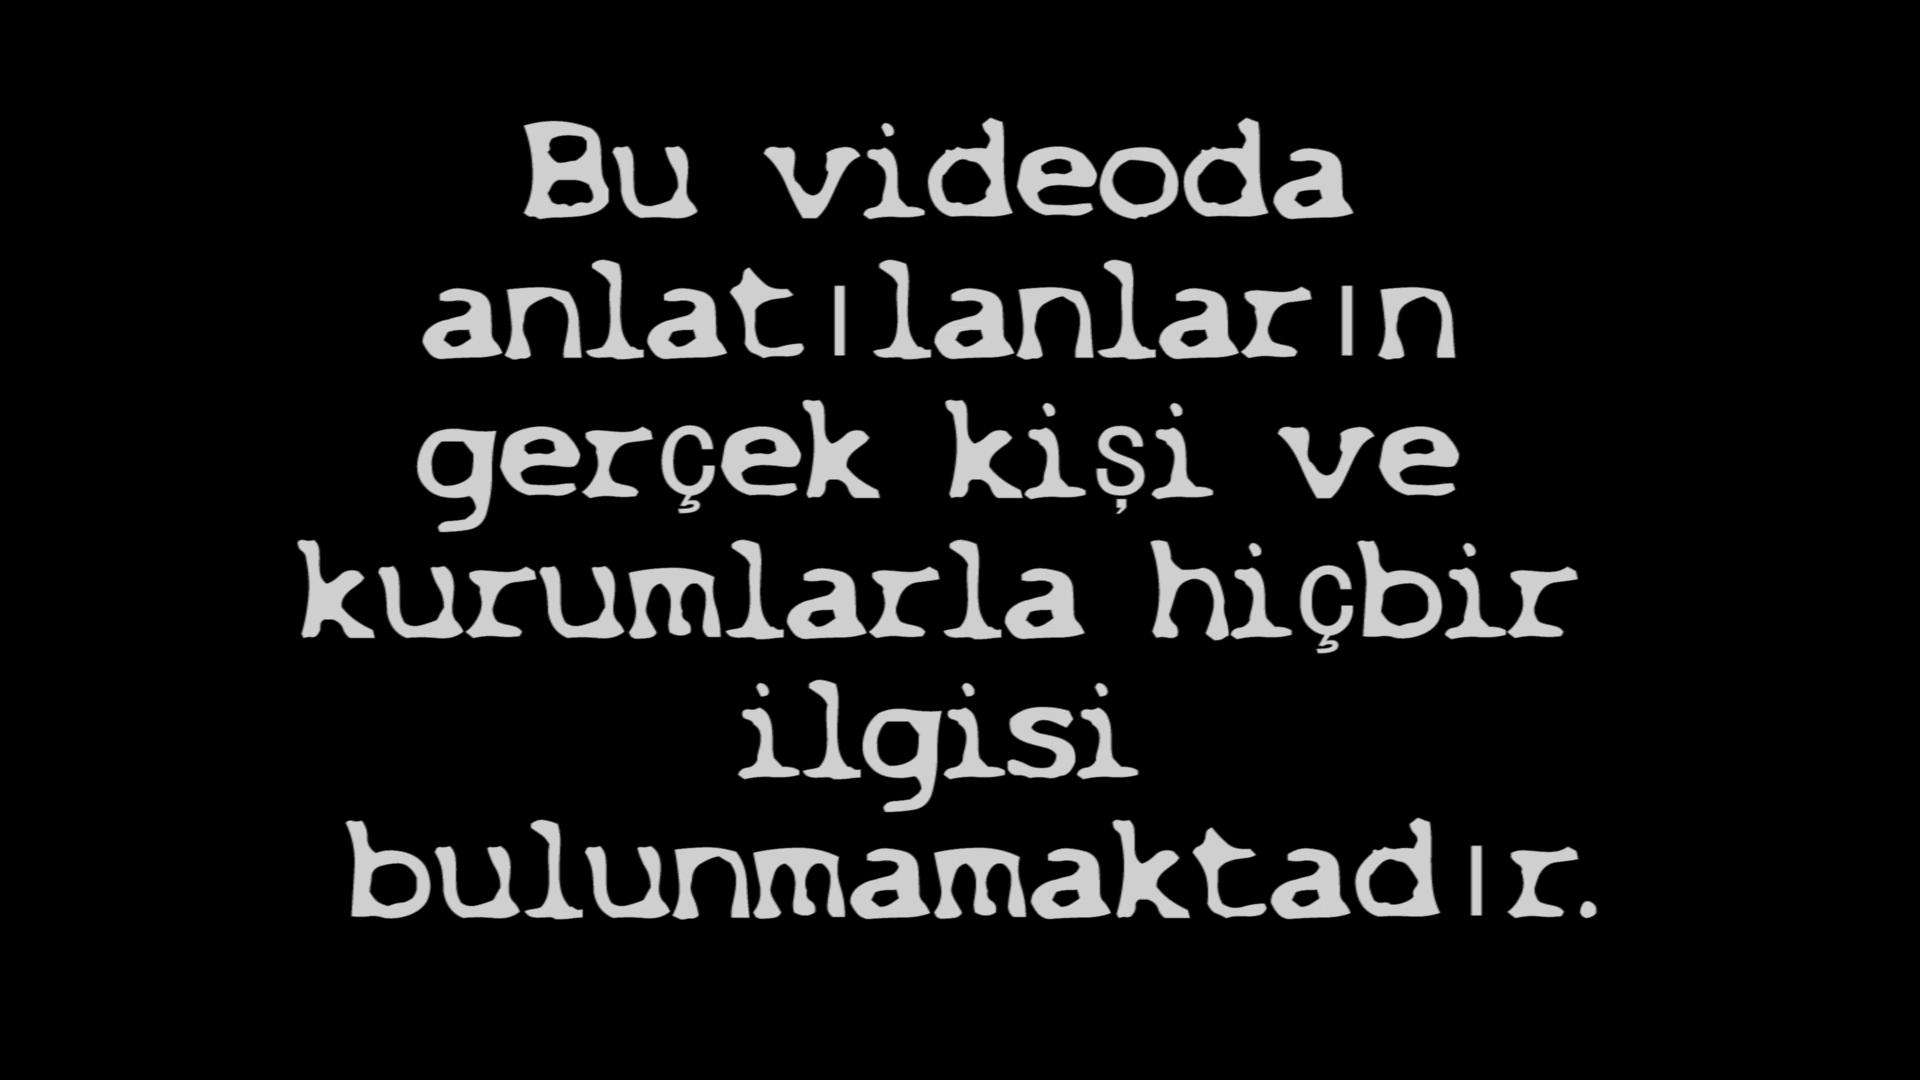 Bu videoda
anlatılanların
gerçek kişi ve
kurumlarla hiçbir
ilgisi
bulunmamaktadır.